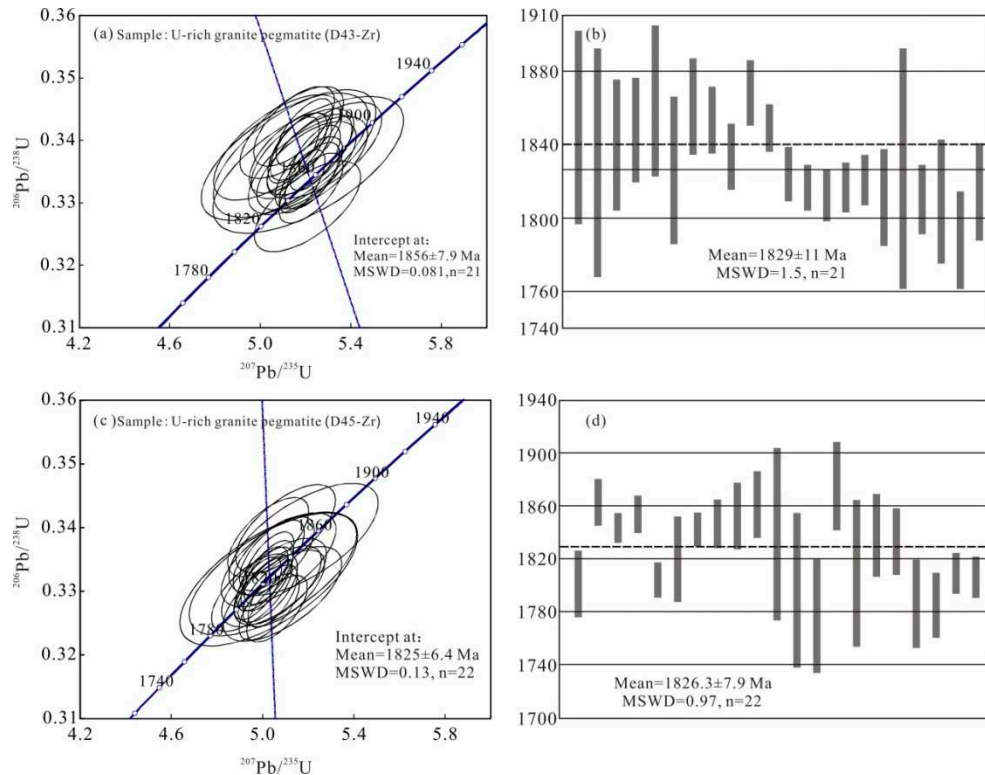 (a) Sample: U-rich granite pegmatite (D43-Zr)
0.36
0.35
0.34
0.33
0.32
0.31
²⁰⁶Pb/²³⁸U
1940
1900
1820
1780
Intercept at:
Mean=1856±7.9 Ma
MSWD=0.081, n=21
4.2
4.6
5.0
5.4
5.8
²⁰⁷Pb/²³⁵U
(b)
1910
1880
1840
1800
1760
1740
Mean=1829±11 Ma
MSWD=1.5, n=21
(c) Sample: U-rich granite pegmatite (D45-Zr)
0.36
0.35
0.34
0.33
0.32
0.31
²⁰⁶Pb/²³⁸U
1940
1900
1860
1780
1740
Intercept at:
Mean=1825±6.4 Ma
MSWD=0.13, n=22
4.2
4.6
5.0
5.4
5.8
²⁰⁷Pb/²³⁵U
(d)
1940
1900
1860
1820
1780
1740
1700
Mean=1826.3±7.9 Ma
MSWD=0.97, n=22